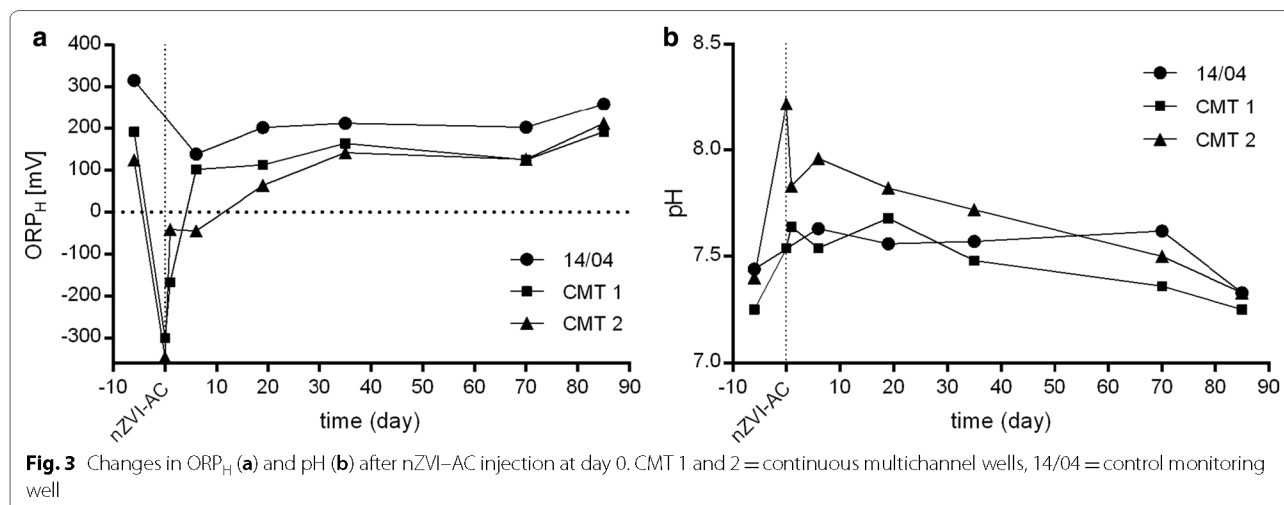 a
400
300
200
100
0
-100
-200
-300
ORP_H [mV]
14/04
CMT 1
CMT 2
-10 0 10 20 30 40 50 60 70 80 90
nZVI-AC
time (day)
b
8.5
8.0
7.5
7.0
pH
14/04
CMT 1
CMT 2
-10 0 10 20 30 40 50 60 70 80 90
nZVI-AC
time (day)
Fig. 3 Changes in ORP_H (a) and pH (b) after nZVI–AC injection at day 0. CMT 1 and 2 = continuous multichannel wells, 14/04 = control monitoring
well